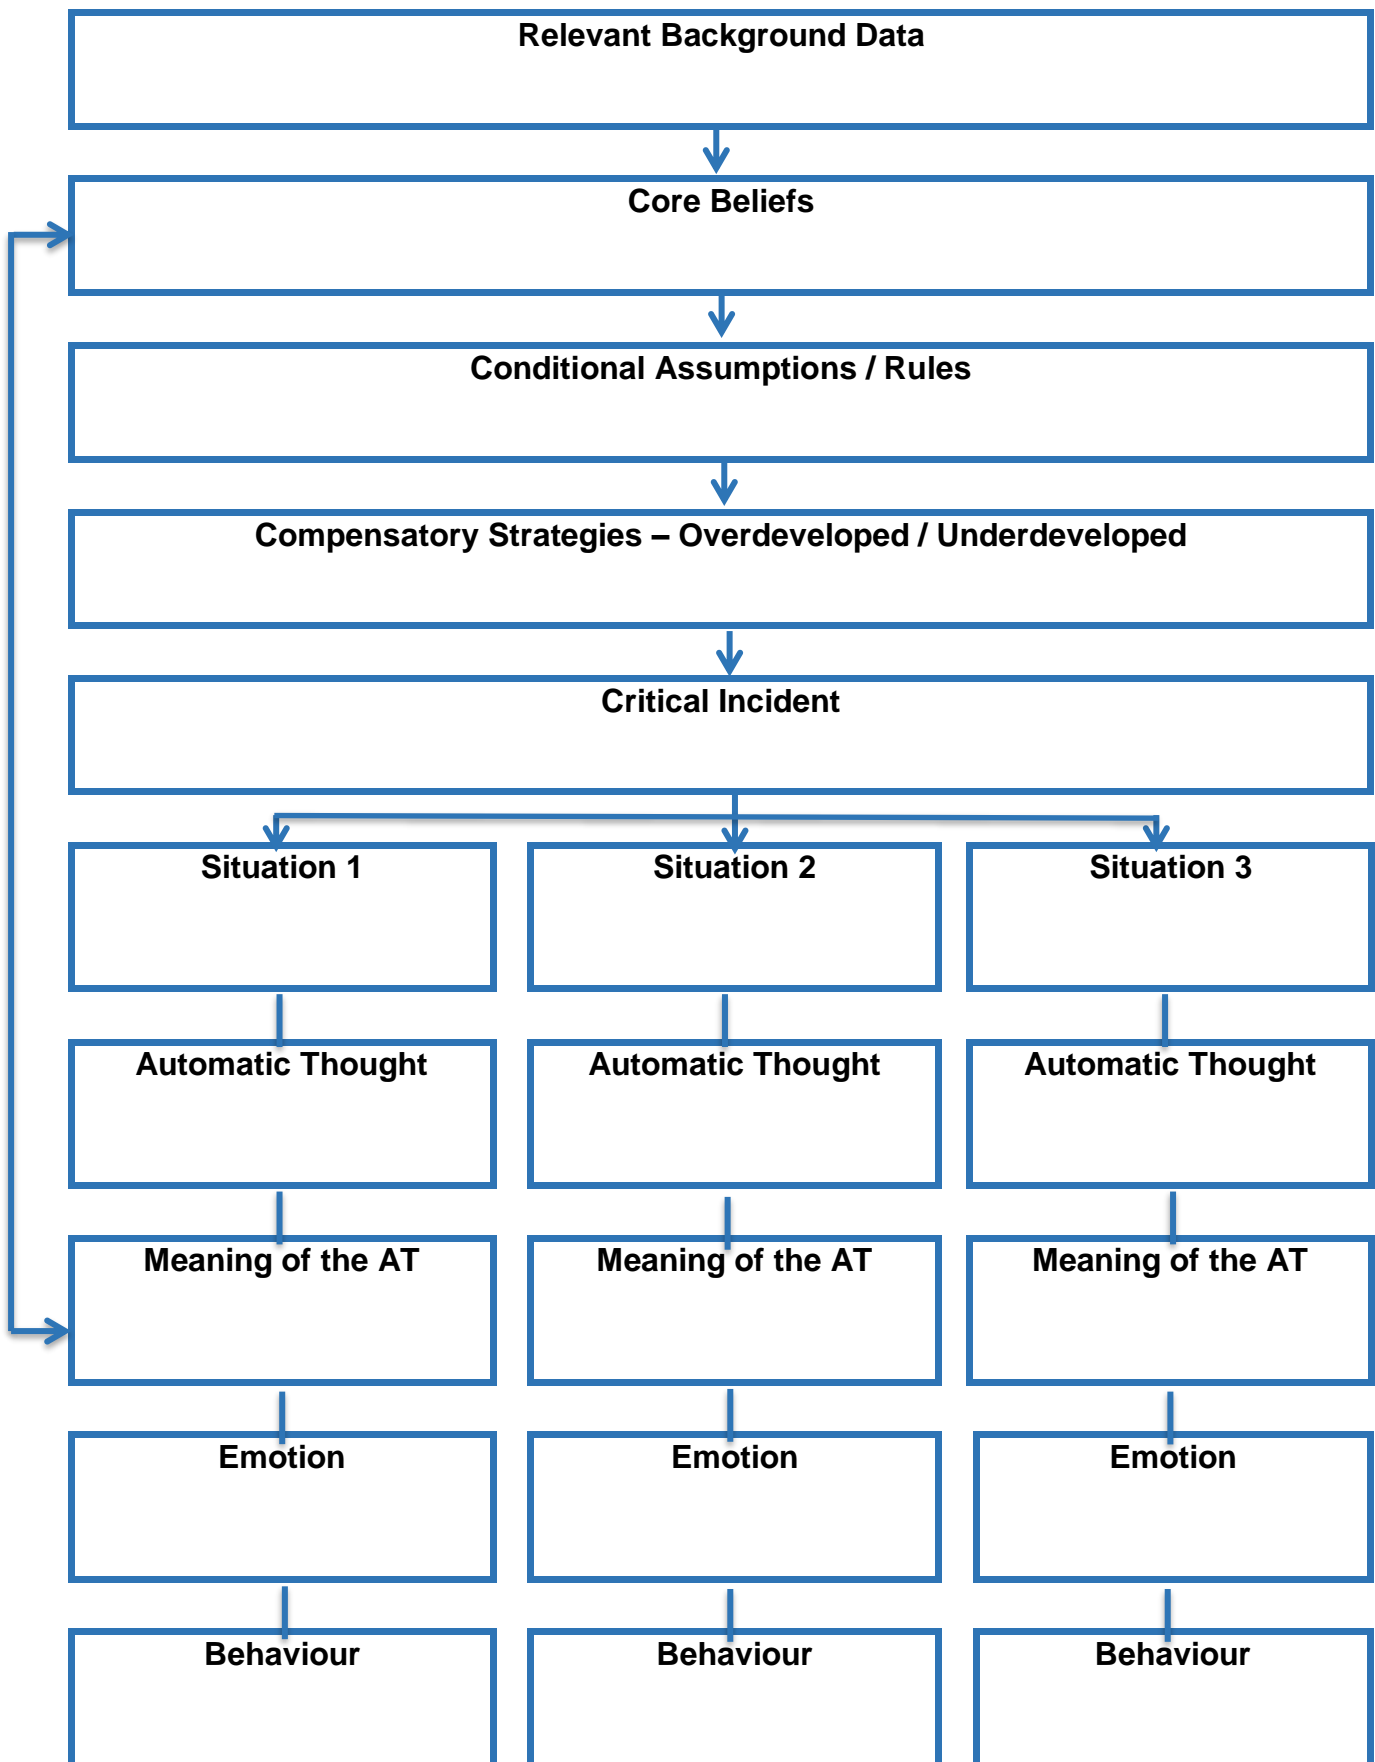 Relevant Background Data
Core Beliefs
Conditional Assumptions / Rules
Compensatory Strategies – Overdeveloped / Underdeveloped
Critical Incident
Situation 1
Situation 2
Situation 3
Automatic Thought
Automatic Thought
Automatic Thought
Meaning of the AT
Meaning of the AT
Meaning of the AT
Emotion
Emotion
Emotion
Behaviour
Behaviour
Behaviour